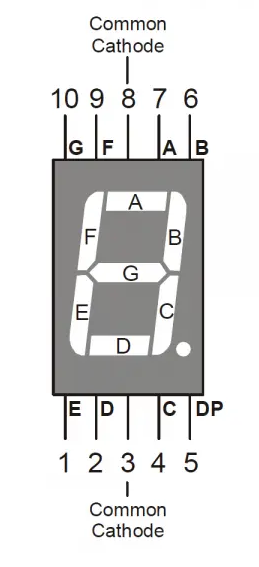 Common
Cathode
10 9 8 7 6
G F A B
A
F B
G
E C
D
E D C DP
1 2 3 4 5
Common
Cathode